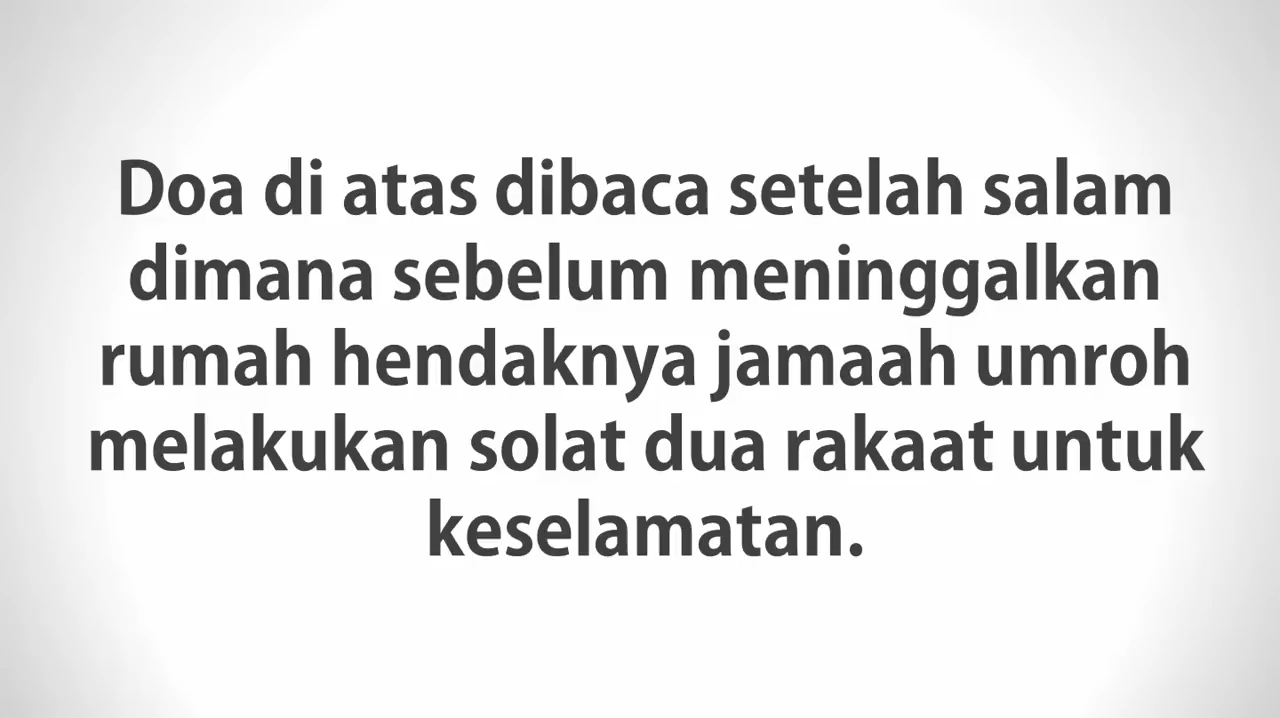 Doa di atas dibaca setelah salam
dimana sebelum meninggalkan
rumah hendaknya jamaah umroh
melakukan solat dua rakaat untuk
keselamatan.